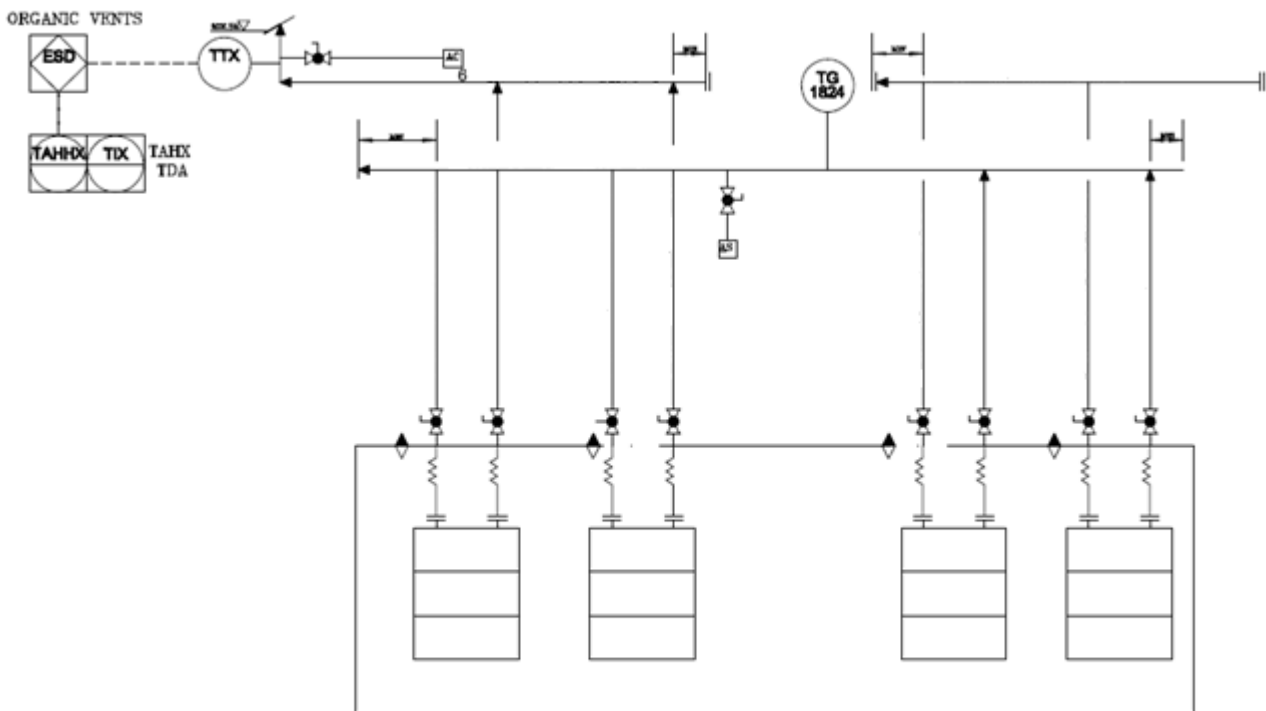 ORGANIC VENTS
ESD
TTX
AC
6
TG
1824
TAHHX
TIX
TAHX
TDA
AS